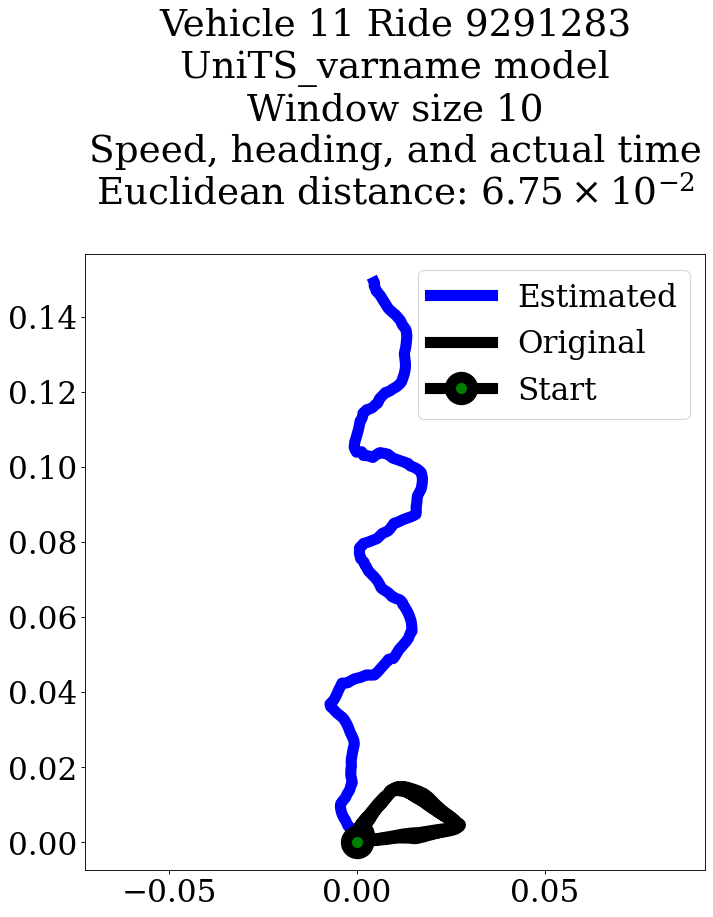 Vehicle 11 Ride 9291283
UniTS_varname model
Window size 10
Speed, heading, and actual time
Euclidean distance: 6.75 × 10⁻²
Estimated
Original
Start
0.14
0.12
0.10
0.08
0.06
0.04
0.02
0.00
−0.05 0.00 0.05